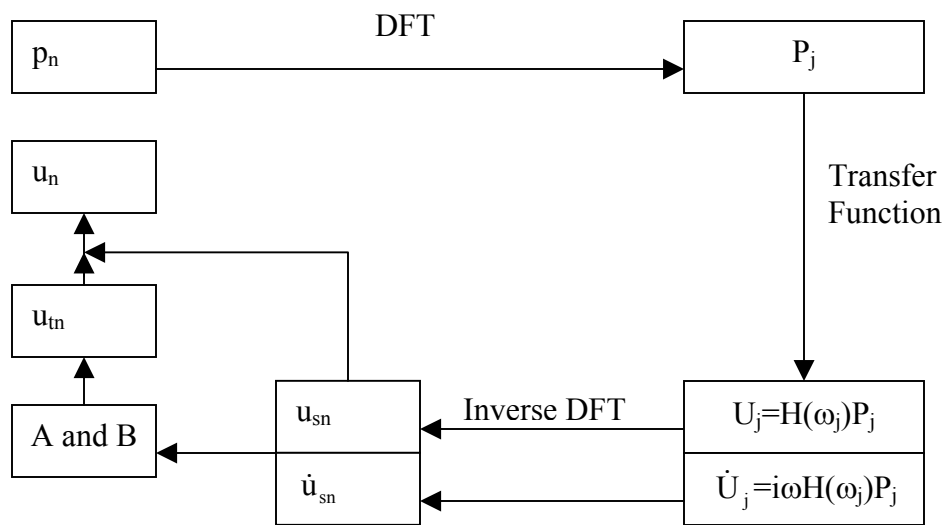 DFT
pₙ
Pⱼ
uₙ
Transfer
Function
uₜₙ
A and B
uₛₙ
Inverse DFT
Uⱼ=H(ωⱼ)Pⱼ
u̇ₛₙ
U̇ⱼ=iωH(ωⱼ)Pⱼ